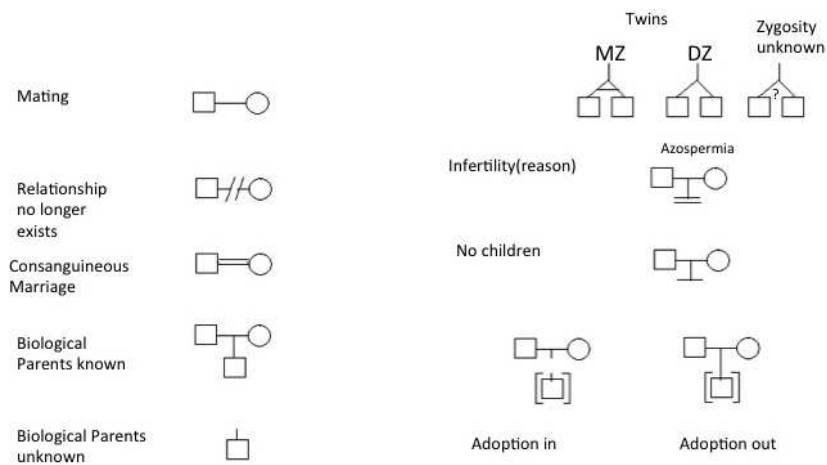 Twins
MZ
DZ
Zygosity
unknown
?
Mating
Azospermia
Infertility(reason)
Relationship
no longer
exists
No children
Consanguineous
Marriage
Biological
Parents known
Biological Parents
unknown
Adoption in
Adoption out